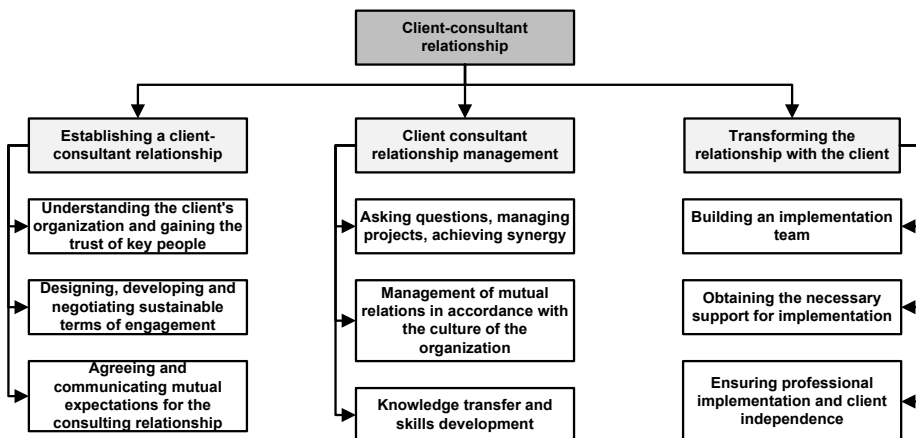 Client-consultant
relationship
Establishing a client-
consultant relationship
Understanding the client's
organization and gaining the
trust of key people
Designing, developing and
negotiating sustainable
terms of engagement
Agreeing and
communicating mutual
expectations for the
consulting relationship
Client consultant
relationship management
Asking questions, managing
projects, achieving synergy
Management of mutual
relations in accordance with
the culture of the
organization
Knowledge transfer and
skills development
Transforming the
relationship with the client
Building an implementation
team
Obtaining the necessary
support for implementation
Ensuring professional
implementation and client
independence